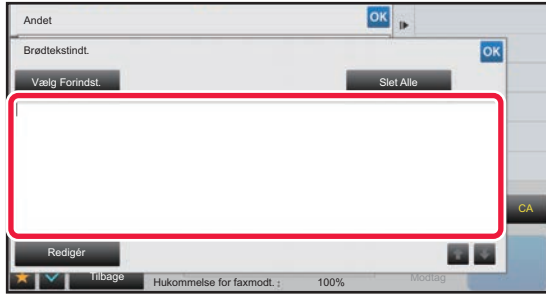 Andet OK
Brødtekstindt. OK
Vælg Forindst. Slet Alle
CA
Redigér
Tilbage Modtag
Hukommelse for faxmodt. : 100%